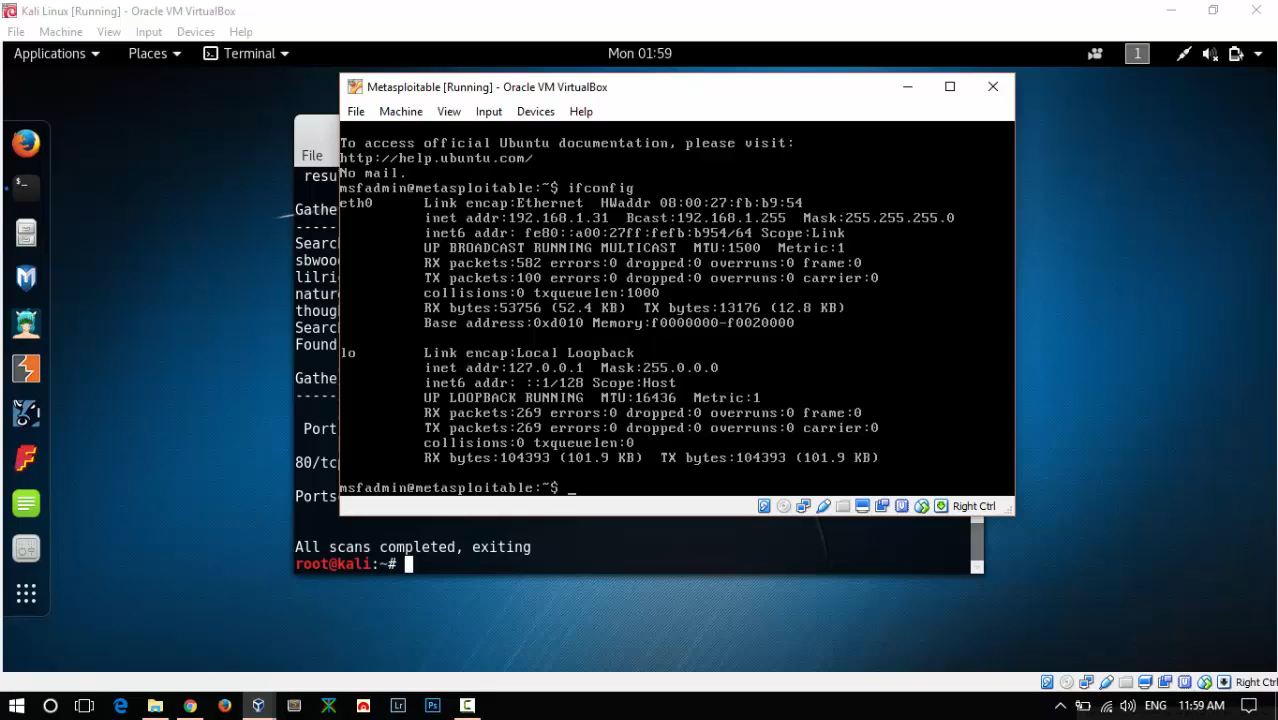 Kali Linux [Running] - Oracle VM VirtualBox
File Machine View Input Devices Help
Applications Places Terminal Mon 01:59 1
Metasploitable [Running] - Oracle VM VirtualBox
File Machine View Input Devices Help
To access official Ubuntu documentation, please visit:
http://help.ubuntu.com/
No mail.
msfadmin@metasploitable:~$ ifconfig
eth0 Link encap:Ethernet HWaddr 08:00:27:fb:b9:54
inet addr:192.168.1.31 Bcast:192.168.1.255 Mask:255.255.255.0
inet6 addr: fe80::a00:27ff:fefb:b954/64 Scope:Link
UP BROADCAST RUNNING MULTICAST MTU:1500 Metric:1
RX packets:582 errors:0 dropped:0 overruns:0 frame:0
TX packets:100 errors:0 dropped:0 overruns:0 carrier:0
collisions:0 txqueuelen:1000
RX bytes:53756 (52.4 KB) TX bytes:13176 (12.8 KB)
Base address:0xd010 Memory:f0000000-f0020000
lo Link encap:Local Loopback
inet addr:127.0.0.1 Mask:255.0.0.0
inet6 addr: ::1/128 Scope:Host
UP LOOPBACK RUNNING MTU:16436 Metric:1
RX packets:269 errors:0 dropped:0 overruns:0 frame:0
TX packets:269 errors:0 dropped:0 overruns:0 carrier:0
collisions:0 txqueuelen:0
RX bytes:104393 (101.9 KB) TX bytes:104393 (101.9 KB)
msfadmin@metasploitable:~$ _
Right Ctrl
File
resu
Gathe
-----
Search
sbwoo
lilri
natur
thoug
Search
Found
Gathe
-----
Port
80/tcp
Ports
All scans completed, exiting
root@kali:~#
Right Ctrl
Lr Ps ENG 11:59 AM